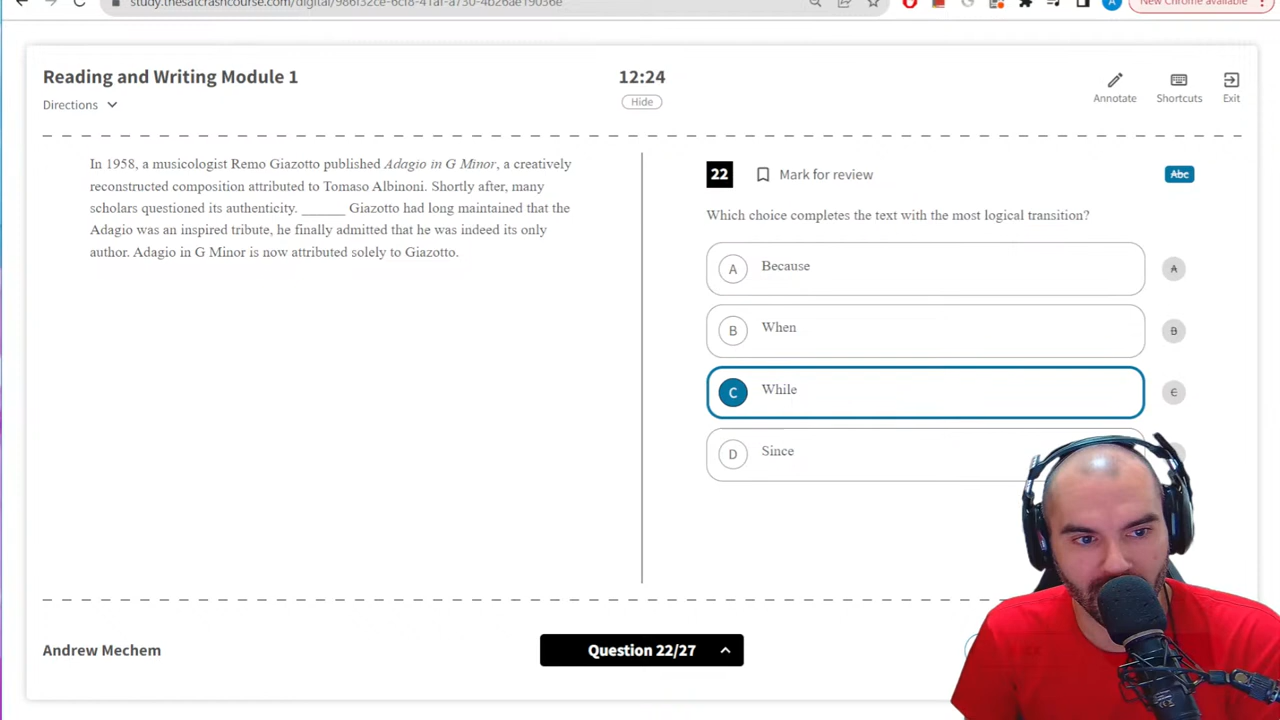 study.thesatcrashcourse.com/digital/986f32ce-6cf8-41af-a730-4b26ae19036e
New Chrome available
Reading and Writing Module 1
12:24
Directions
Hide
Annotate
Shortcuts
Exit
In 1958, a musicologist Remo Giazotto published Adagio in G Minor, a creatively
reconstructed composition attributed to Tomaso Albinoni. Shortly after, many
scholars questioned its authenticity. ______ Giazotto had long maintained that the
Adagio was an inspired tribute, he finally admitted that he was indeed its only
author. Adagio in G Minor is now attributed solely to Giazotto.
22
Mark for review
Abc
Which choice completes the text with the most logical transition?
A Because
A
B When
B
C While
C
D Since
Andrew Mechem
Question 22/27